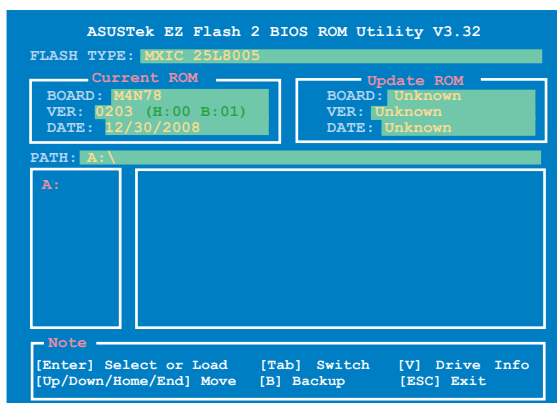 ASUSTek EZ Flash 2 BIOS ROM Utility V3.32
FLASH TYPE: MXIC 25L8005
Current ROM
BOARD: M4N78
VER: 0203 (H:00 B:01)
DATE: 12/30/2008
Update ROM
BOARD: Unknown
VER: Unknown
DATE: Unknown
PATH: A:\
A:
Note
[Enter] Select or Load [Tab] Switch [V] Drive Info
[Up/Down/Home/End] Move [B] Backup [ESC] Exit